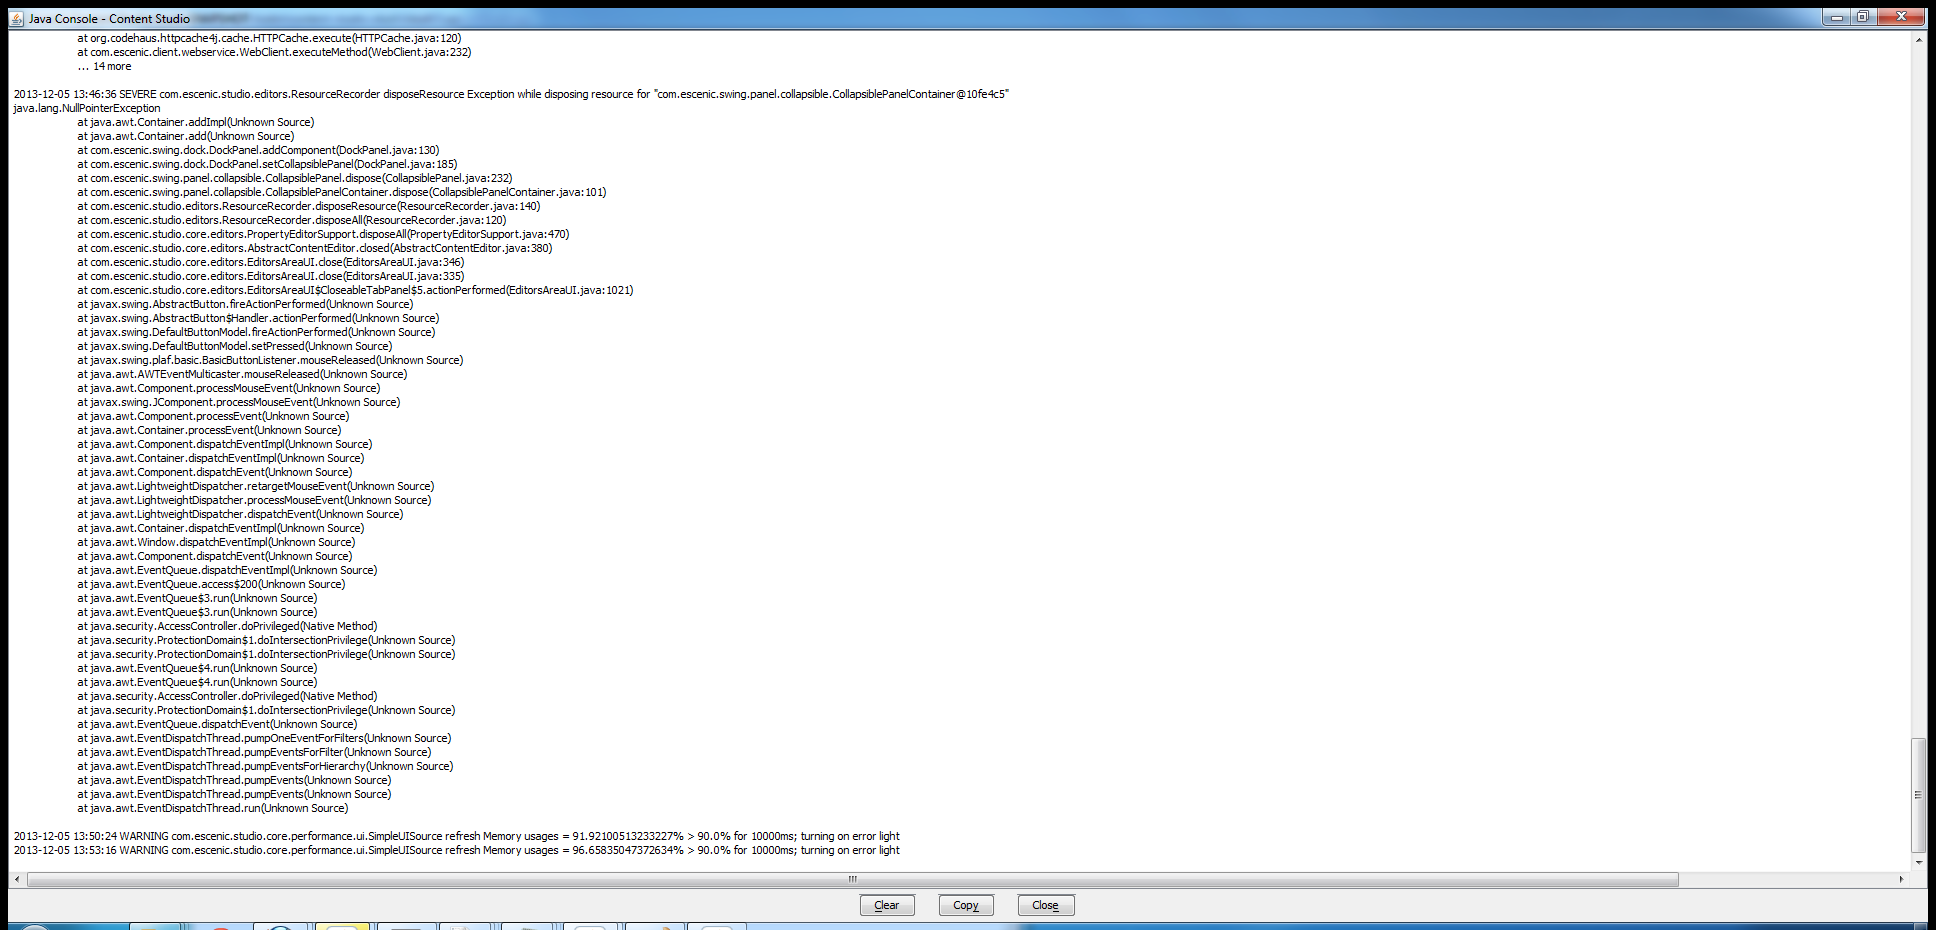 Java Console - Content Studio
at org.codehaus.httpcache4j.cache.HTTPCache.execute(HTTPCache.java:120)
at com.escenic.client.webservice.WebClient.executeMethod(WebClient.java:232)
... 14 more
2013-12-05 13:46:36 SEVERE com.escenic.studio.editors.ResourceRecorder disposeResource Exception while disposing resource for "com.escenic.swing.panel.collapsible.CollapsiblePanelContainer@10fe4c5"
java.lang.NullPointerException
at java.awt.Container.addImpl(Unknown Source)
at java.awt.Container.add(Unknown Source)
at com.escenic.swing.dock.DockPanel.addComponent(DockPanel.java:130)
at com.escenic.swing.dock.DockPanel.setCollapsiblePanel(DockPanel.java:185)
at com.escenic.swing.panel.collapsible.CollapsiblePanel.dispose(CollapsiblePanel.java:232)
at com.escenic.swing.panel.collapsible.CollapsiblePanelContainer.dispose(CollapsiblePanelContainer.java:101)
at com.escenic.studio.editors.ResourceRecorder.disposeResource(ResourceRecorder.java:140)
at com.escenic.studio.editors.ResourceRecorder.disposeAll(ResourceRecorder.java:120)
at com.escenic.studio.core.editors.PropertyEditorSupport.disposeAll(PropertyEditorSupport.java:470)
at com.escenic.studio.core.editors.AbstractContentEditor.closed(AbstractContentEditor.java:380)
at com.escenic.studio.core.editors.EditorsAreaUI.close(EditorsAreaUI.java:346)
at com.escenic.studio.core.editors.EditorsAreaUI.close(EditorsAreaUI.java:335)
at com.escenic.studio.core.editors.EditorsAreaUI$CloseableTabPanel$5.actionPerformed(EditorsAreaUI.java:1021)
at javax.swing.AbstractButton.fireActionPerformed(Unknown Source)
at javax.swing.AbstractButton$Handler.actionPerformed(Unknown Source)
at javax.swing.DefaultButtonModel.fireActionPerformed(Unknown Source)
at javax.swing.DefaultButtonModel.setPressed(Unknown Source)
at javax.swing.plaf.basic.BasicButtonListener.mouseReleased(Unknown Source)
at java.awt.AWTEventMulticaster.mouseReleased(Unknown Source)
at java.awt.Component.processMouseEvent(Unknown Source)
at javax.swing.JComponent.processMouseEvent(Unknown Source)
at java.awt.Component.processEvent(Unknown Source)
at java.awt.Container.processEvent(Unknown Source)
at java.awt.Component.dispatchEventImpl(Unknown Source)
at java.awt.Container.dispatchEventImpl(Unknown Source)
at java.awt.Component.dispatchEvent(Unknown Source)
at java.awt.LightweightDispatcher.retargetMouseEvent(Unknown Source)
at java.awt.LightweightDispatcher.processMouseEvent(Unknown Source)
at java.awt.LightweightDispatcher.dispatchEvent(Unknown Source)
at java.awt.Container.dispatchEventImpl(Unknown Source)
at java.awt.Window.dispatchEventImpl(Unknown Source)
at java.awt.Component.dispatchEvent(Unknown Source)
at java.awt.EventQueue.dispatchEventImpl(Unknown Source)
at java.awt.EventQueue.access$200(Unknown Source)
at java.awt.EventQueue$3.run(Unknown Source)
at java.awt.EventQueue$3.run(Unknown Source)
at java.security.AccessController.doPrivileged(Native Method)
at java.security.ProtectionDomain$1.doIntersectionPrivilege(Unknown Source)
at java.security.ProtectionDomain$1.doIntersectionPrivilege(Unknown Source)
at java.awt.EventQueue$4.run(Unknown Source)
at java.awt.EventQueue$4.run(Unknown Source)
at java.security.AccessController.doPrivileged(Native Method)
at java.security.ProtectionDomain$1.doIntersectionPrivilege(Unknown Source)
at java.awt.EventQueue.dispatchEvent(Unknown Source)
at java.awt.EventDispatchThread.pumpOneEventForFilters(Unknown Source)
at java.awt.EventDispatchThread.pumpEventsForFilter(Unknown Source)
at java.awt.EventDispatchThread.pumpEventsForHierarchy(Unknown Source)
at java.awt.EventDispatchThread.pumpEvents(Unknown Source)
at java.awt.EventDispatchThread.pumpEvents(Unknown Source)
at java.awt.EventDispatchThread.run(Unknown Source)
2013-12-05 13:50:24 WARNING com.escenic.studio.core.performance.ui.SimpleUISource refresh Memory usages = 91.92100513233227% > 90.0% for 10000ms; turning on error light
2013-12-05 13:53:16 WARNING com.escenic.studio.core.performance.ui.SimpleUISource refresh Memory usages = 96.65835047372634% > 90.0% for 10000ms; turning on error light
Clear Copy Close